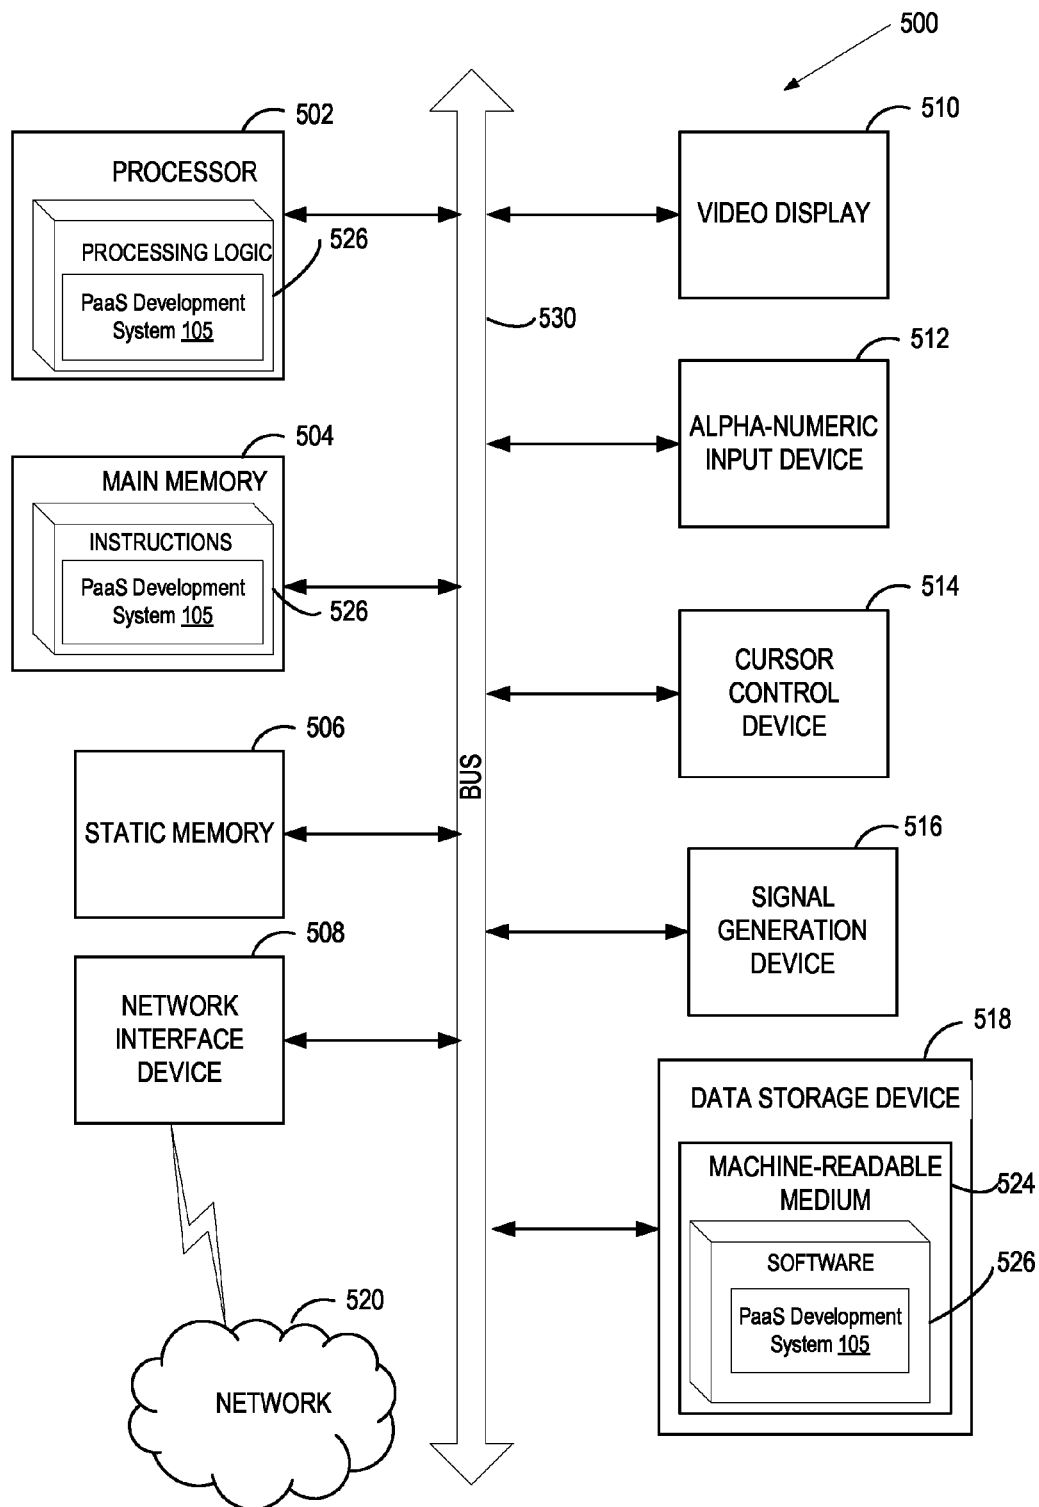 500
502
PROCESSOR
PROCESSING LOGIC
526
PaaS Development
System 105
504
MAIN MEMORY
INSTRUCTIONS
PaaS Development
System 105
526
506
STATIC MEMORY
508
NETWORK
INTERFACE
DEVICE
520
NETWORK
530
BUS
510
VIDEO DISPLAY
512
ALPHA-NUMERIC
INPUT DEVICE
514
CURSOR
CONTROL
DEVICE
516
SIGNAL
GENERATION
DEVICE
518
DATA STORAGE DEVICE
MACHINE-READABLE
MEDIUM
524
SOFTWARE
526
PaaS Development
System 105